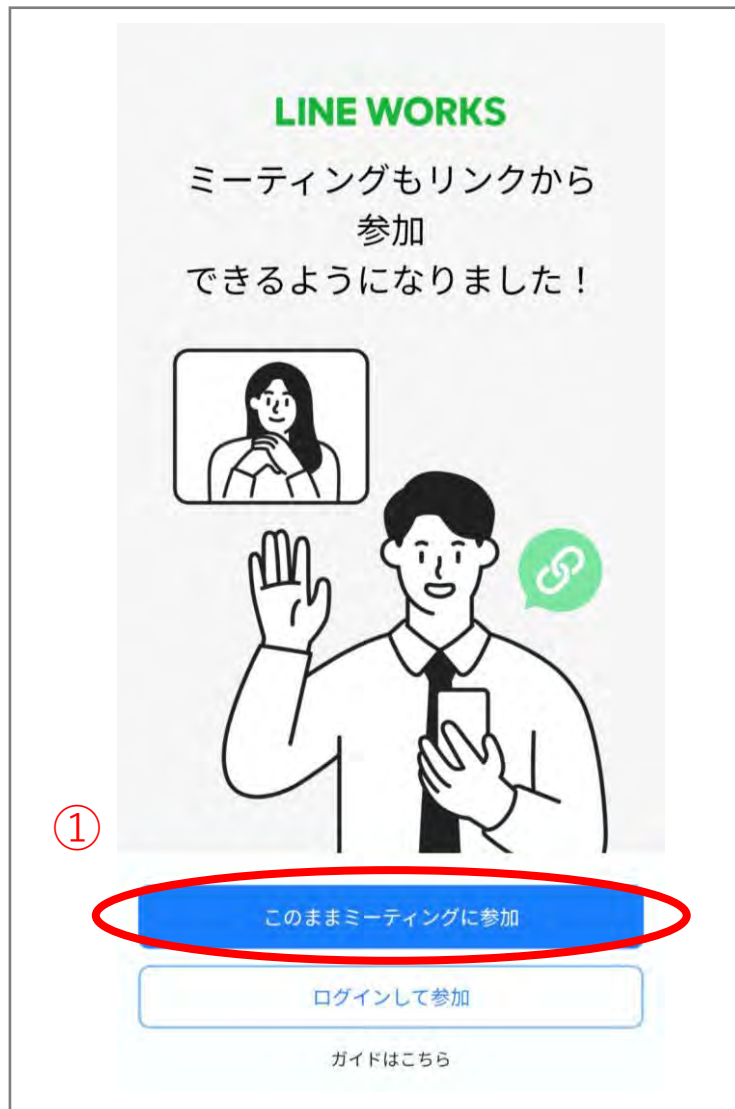 LINE WORKS
ミーティングもリンクから
参加
できるようになりました！
①
このままミーティングに参加
ログインして参加
ガイドはこちら